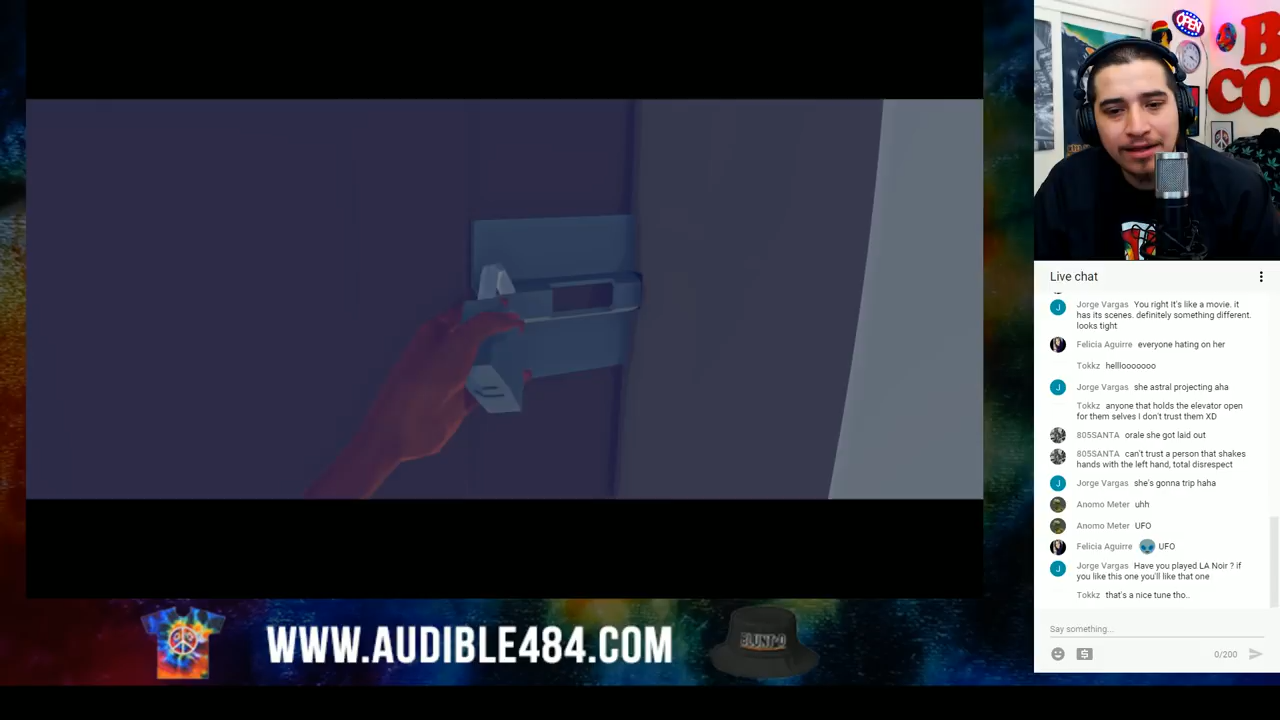 OPEN
B
CO
Live chat
Jorge Vargas You right It's like a movie. it
has its scenes. definitely something different.
looks tight
Felicia Aguirre everyone hating on her
Tokkz hellloooooo
Jorge Vargas she astral projecting aha
Tokkz anyone that holds the elevator open
for them selves I don't trust them XD
805SANTA orale she got laid out
805SANTA can't trust a person that shakes
hands with the left hand, total disrespect
Jorge Vargas she's gonna trip haha
Anomo Meter uhh
Anomo Meter UFO
Felicia Aguirre UFO
Jorge Vargas Have you played LA Noir ? if
you like this one you'll like that one
Tokkz that's a nice tune tho..
Say something...
0/200
WWW.AUDIBLE484.COM